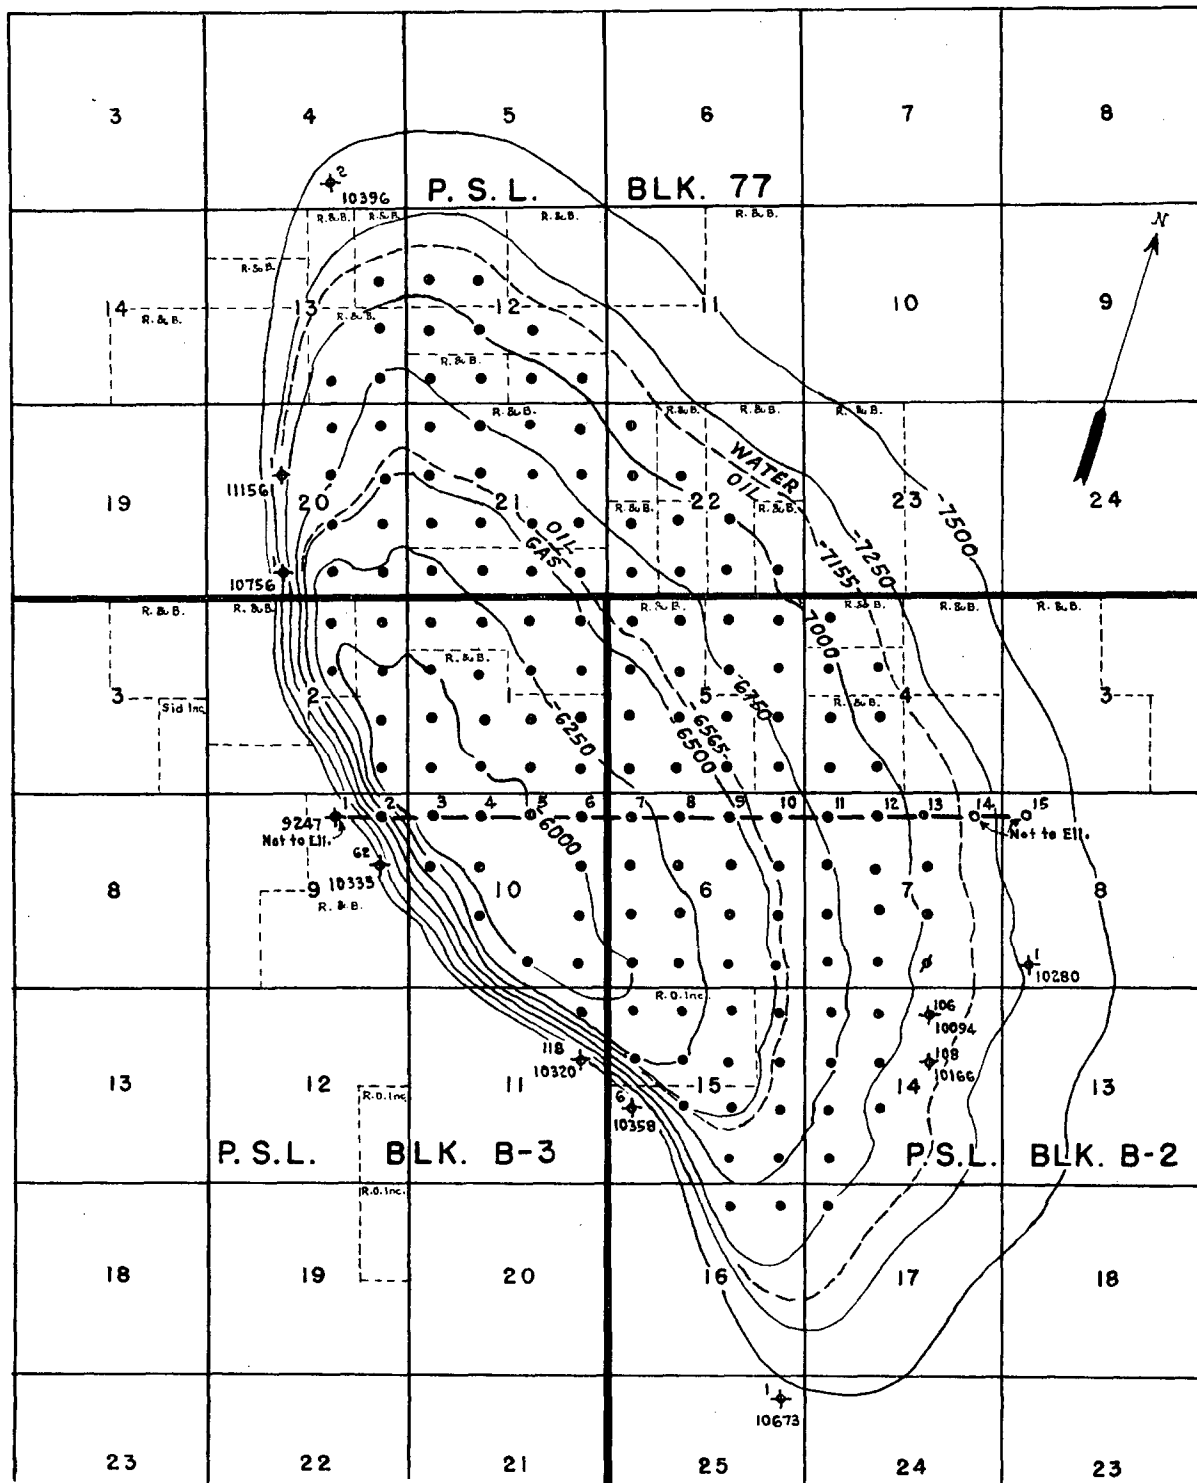 3 4 5 6 7 8
2
10396
P. S. L. BLK. 77
N
R. & B. R. & B. R. & B. R. & B.
R. & B.
14 13 12 11 10 9
R. & B. R. & B.
R. & B.
R. & B. R. & B. R. & B. R. & B.
WATER
OIL
1
11156
19 20 21 22 23 24
R. & B. R. & B.
OIL
GAS
-7500
-7250
-7155
1
10756
R. & B. R. & B. R. & B. R. & B. R. & B. R. & B.
7000
R. & B.
3 2 1 5 4 3
Sid Inc
R. & B.
-6750
-6565
-6500
-6250
-6000
1 2 3 4 5 6 7 8 9 10 11 12 13 14 15
9247
Not to Ell. Not to Ell.
62
10335
8 9 10 6 7 8
R. & B.
1
10280
R.O. Inc.
106
10094
118
10320
108
10166
13 12 11 15 14 13
R.O. Inc
6
10358
P. S. L. BLK. B-3 P. S. L. BLK. B-2
R.O. Inc.
18 19 20 16 17 18
1
10673
23 22 21 25 24 23